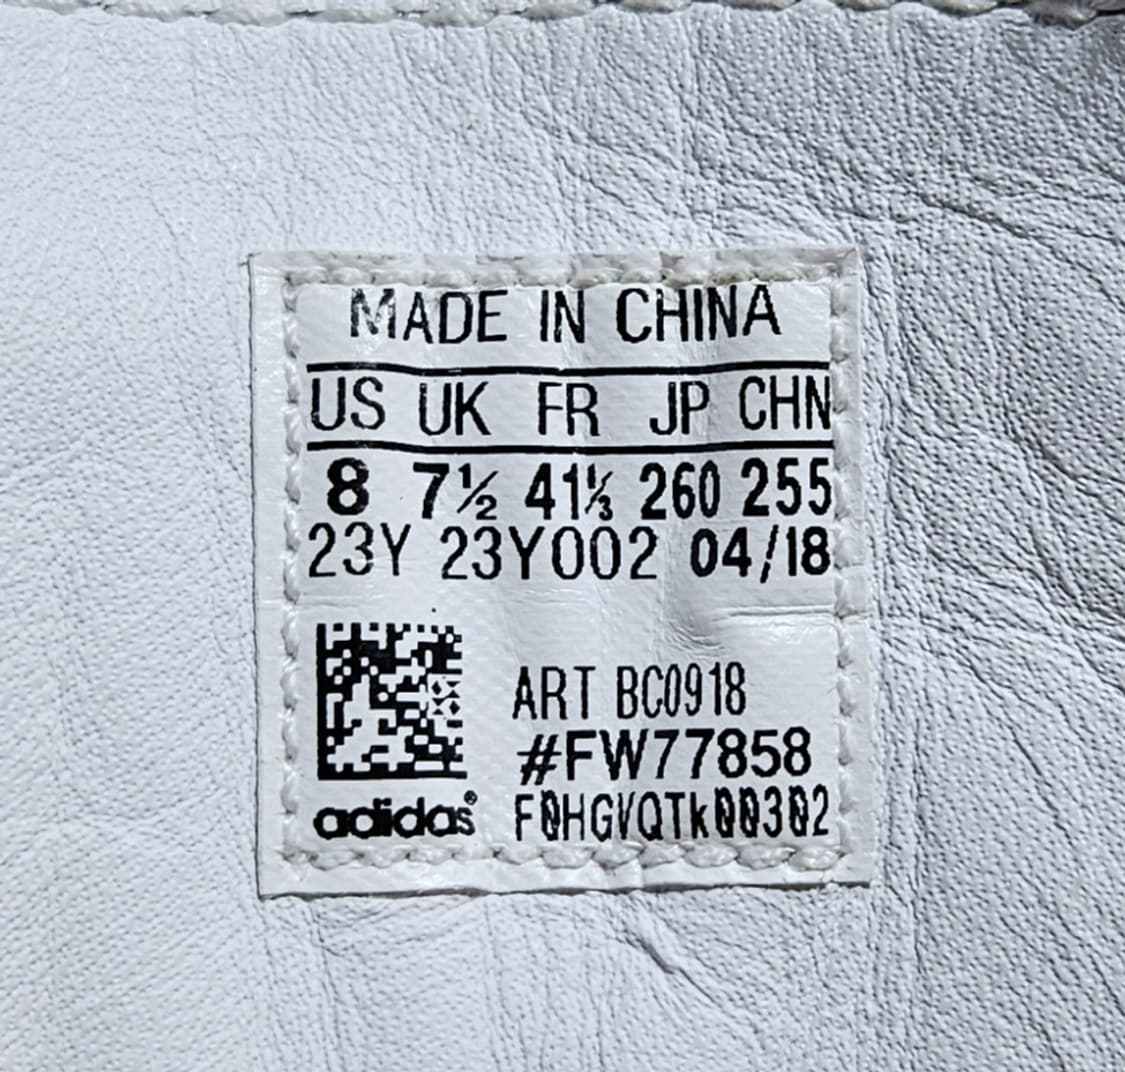 MADE IN CHINA
US UK FR JP CHN
8 7½ 41⅓ 260 255
23Y 23Y002 04/18
ART BC0918
#FW77858
adidas® F0HGVQTk00302